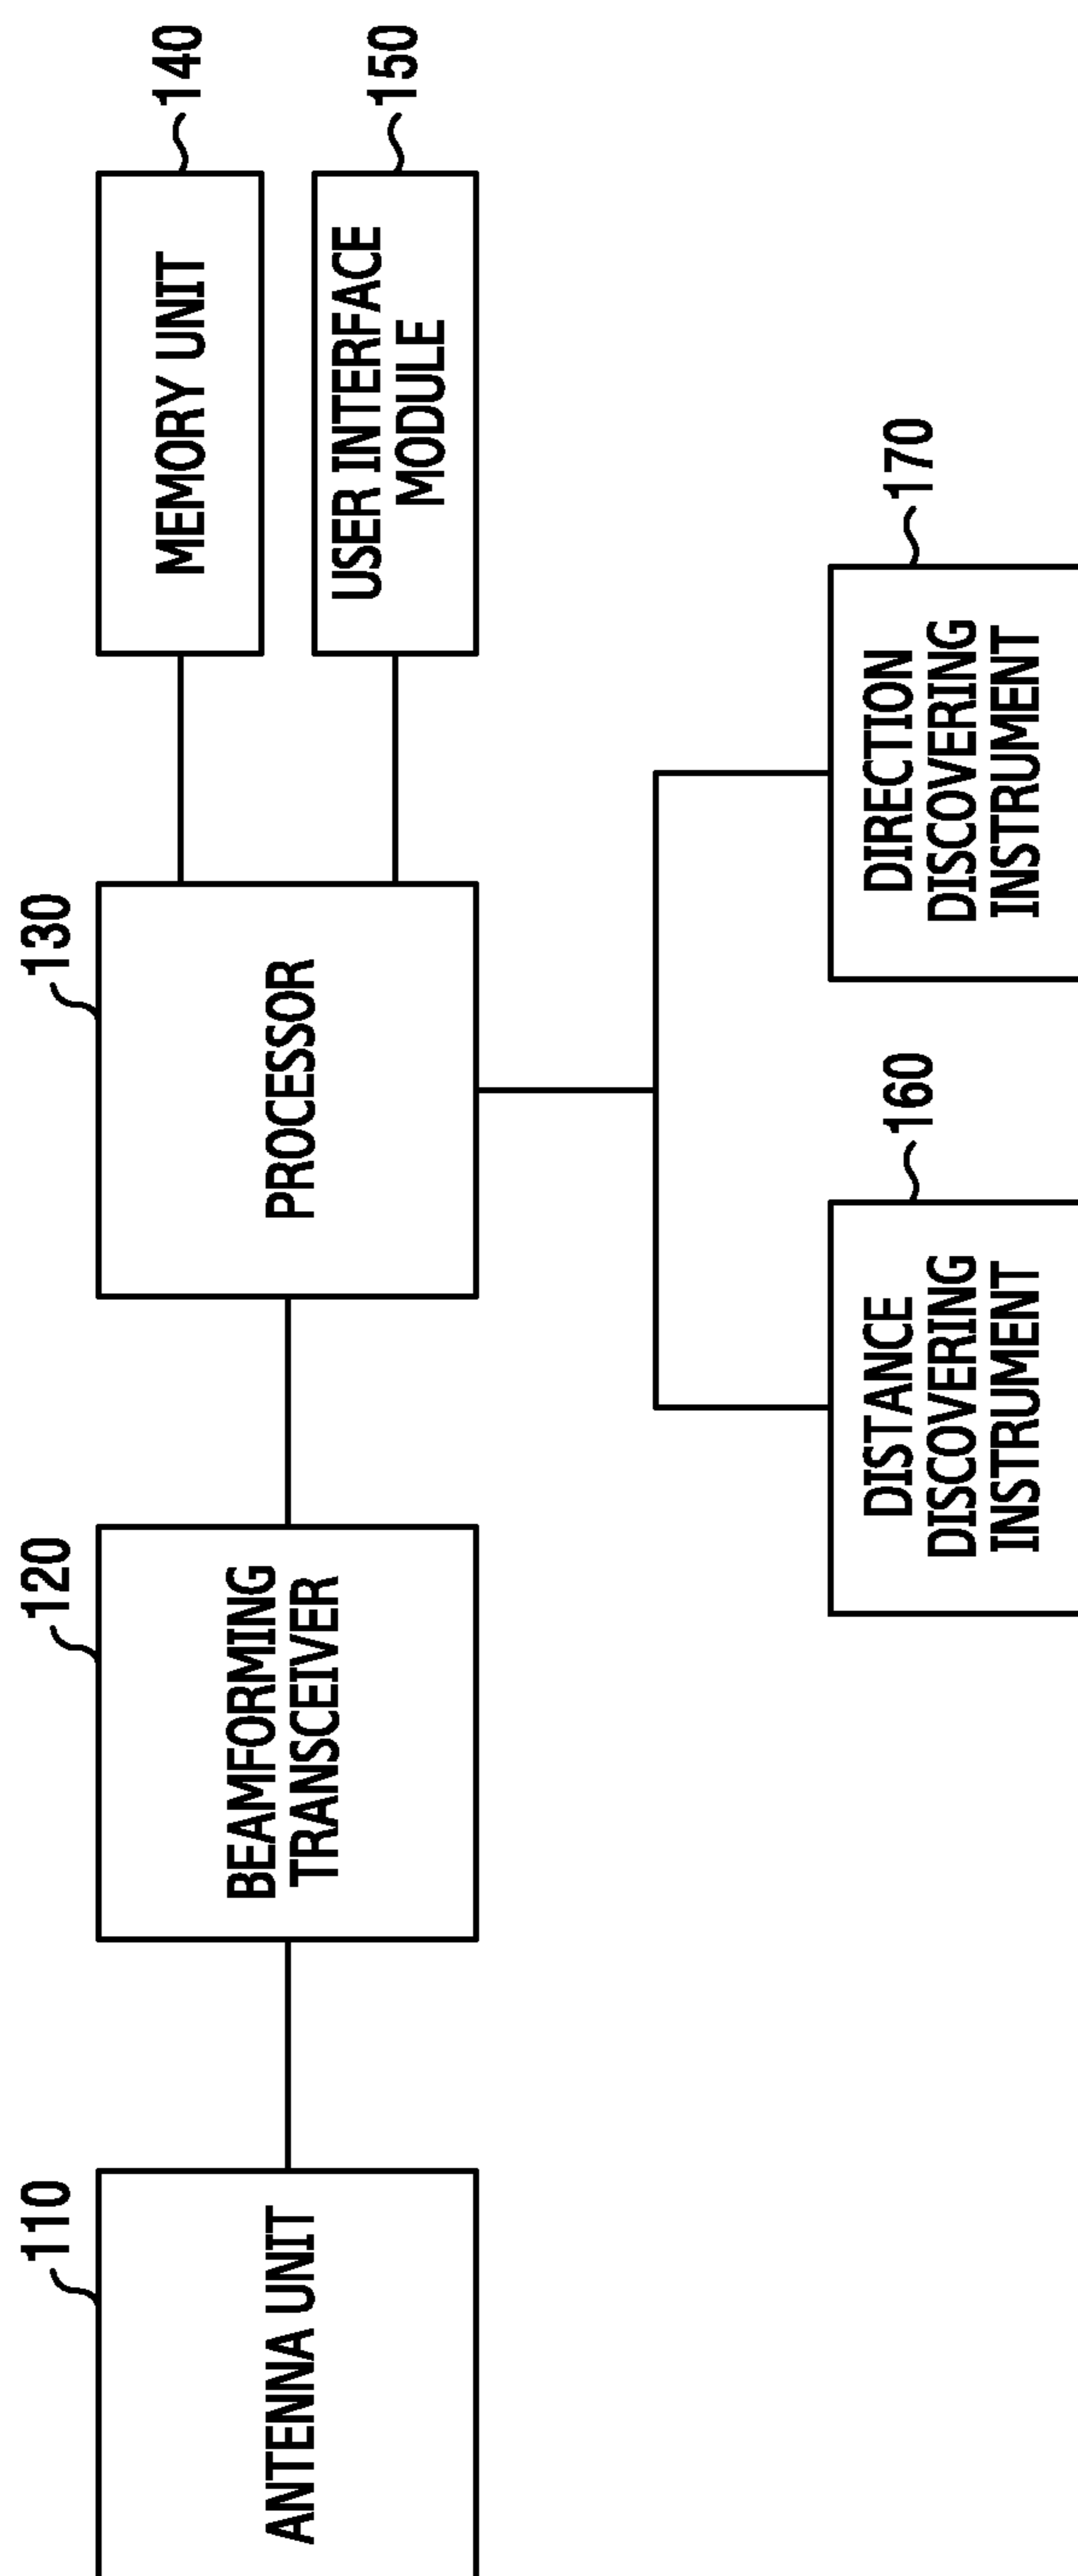 110
ANTENNA UNIT
120
BEAMFORMING
TRANSCEIVER
130
PROCESSOR
140
MEMORY UNIT
150
USER INTERFACE
MODULE
160
DISTANCE
DISCOVERING
INSTRUMENT
170
DIRECTION
DISCOVERING
INSTRUMENT